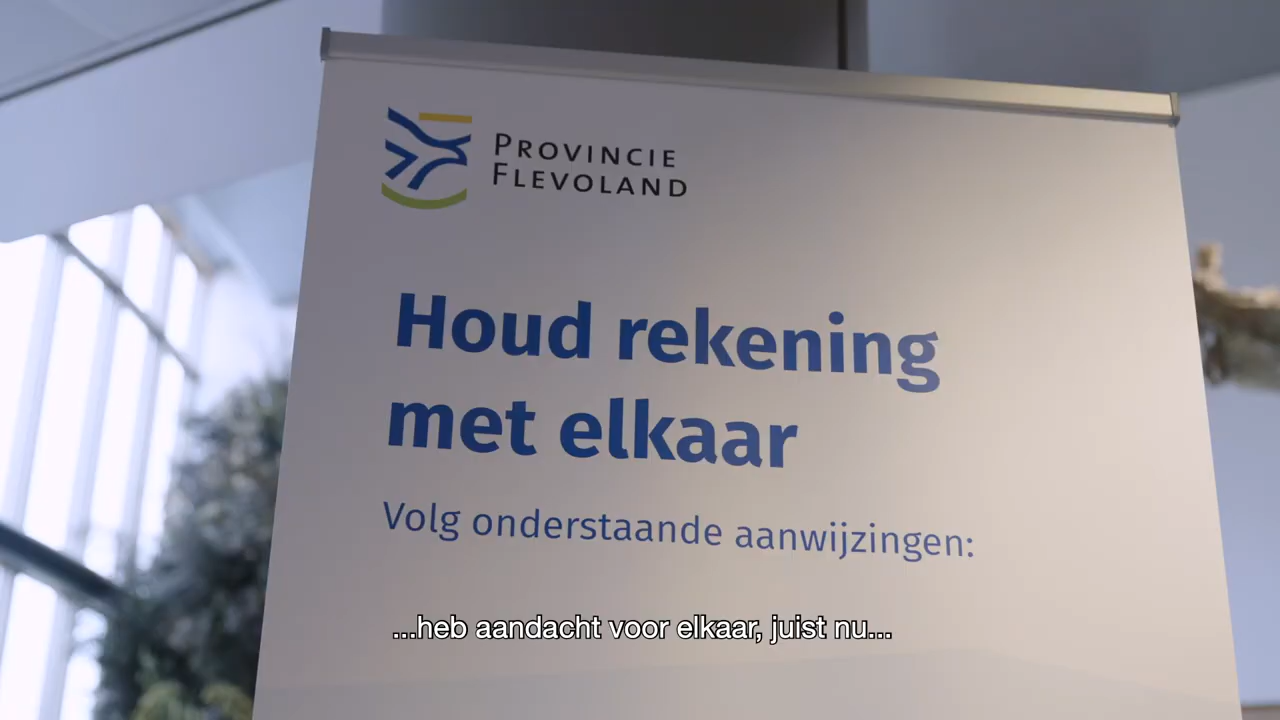 PROVINCIE
FLEVOLAND
Houd rekening
met elkaar
Volg onderstaande aanwijzingen:
...heb aandacht voor elkaar, juist nu...